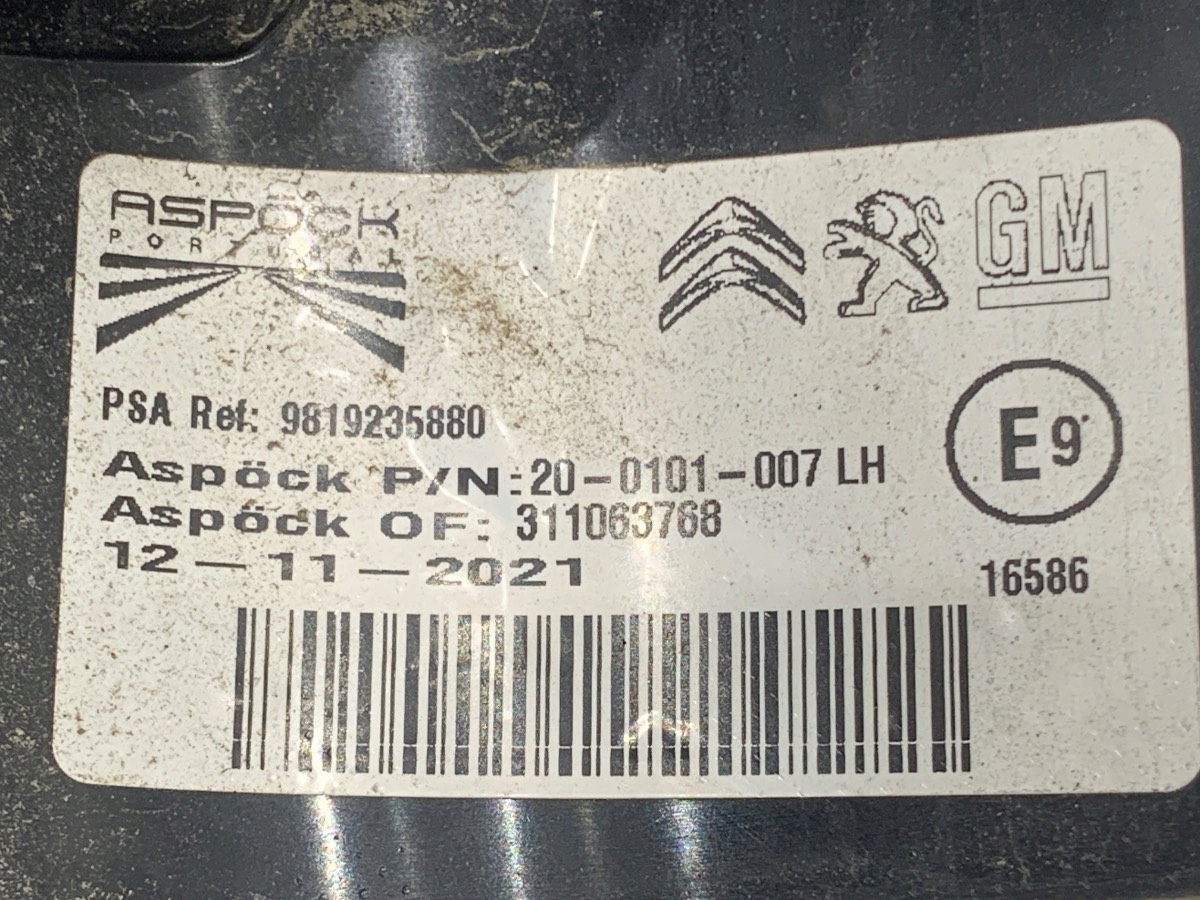 ASPÖCK
PORTUGAL
GM
PSA Ref: 9819235880
Aspöck P/N:20-0101-007 LH
Aspöck OF: 311063768
12-11-2021
E9
16586